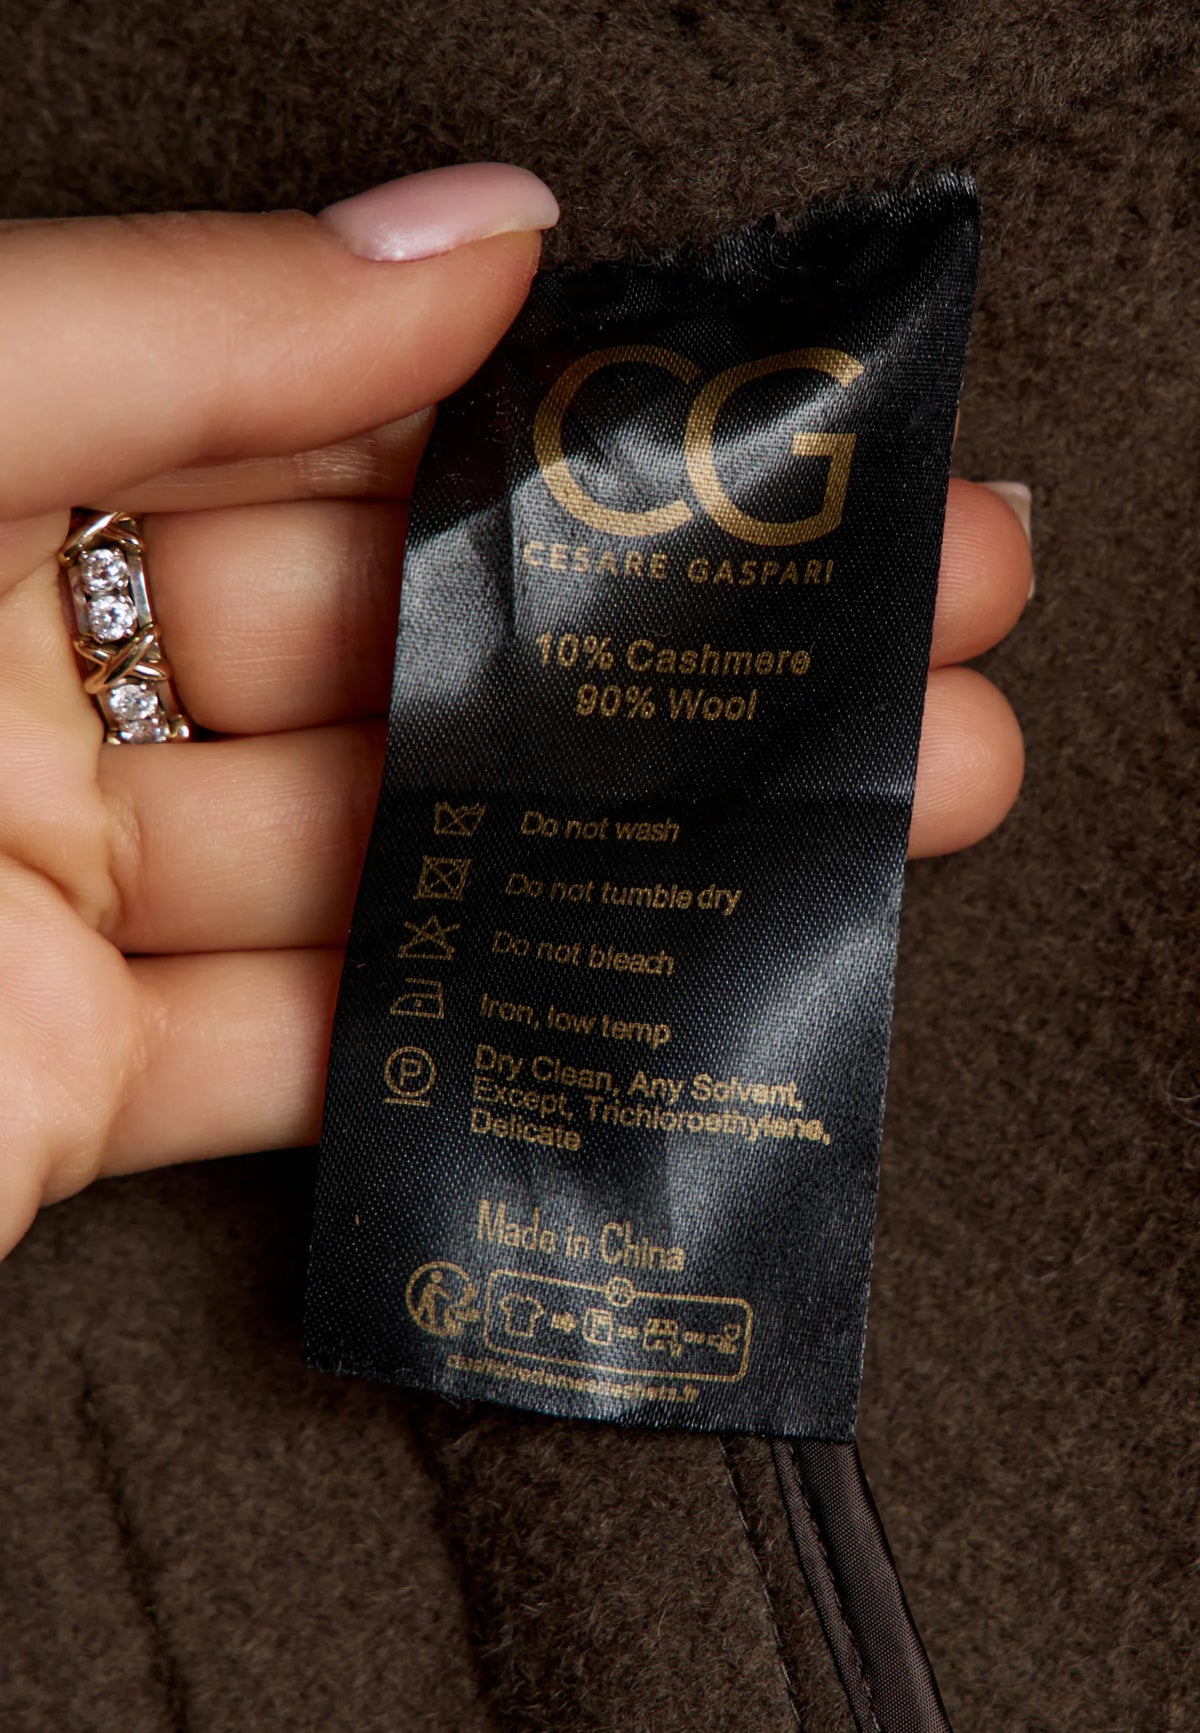 CG
CESARE GASPARI
10% Cashmere
90% Wool
Do not wash
Do not tumble dry
Do not bleach
Iron, low temp
P
Dry Clean, Any Solvent,
Except, Trichloroethylene,
Delicate
Made in China